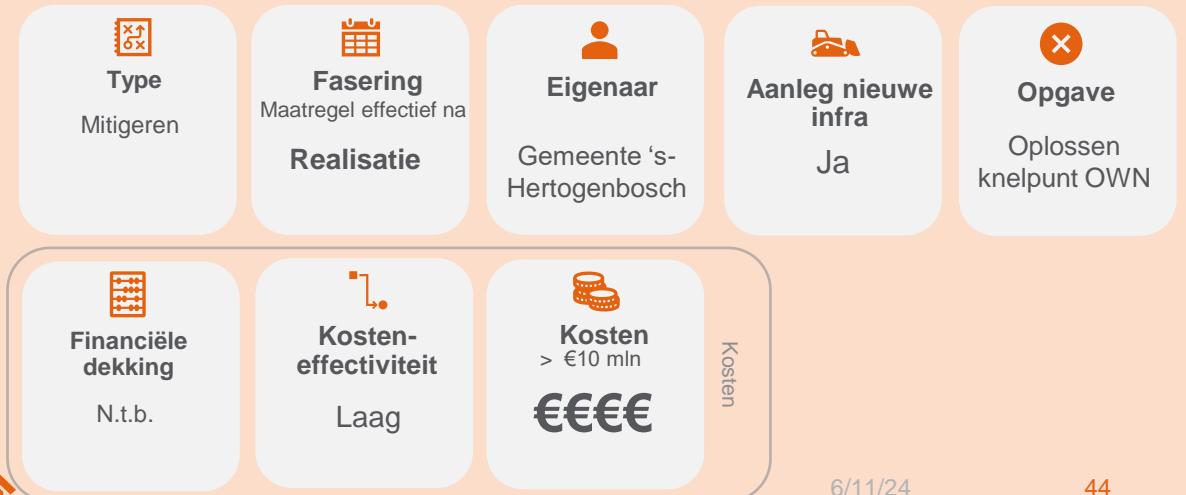 Type
Mitigeren
Fasering
Maatregel effectief na
Realisatie
Eigenaar
Gemeente ‘s-
Hertogenbosch
Aanleg nieuwe
infra
Ja
Opgave
Oplossen
knelpunt OWN
Financiële
dekking
N.t.b.
Kosten-
effectiviteit
Laag
Kosten
> €10 mln
€€€€
Kosten
6/11/24
44